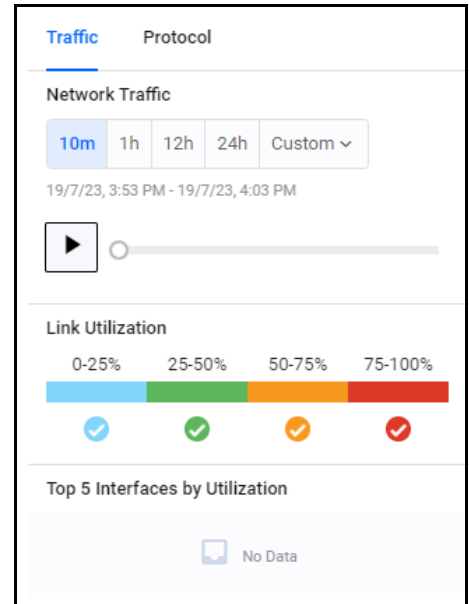 Traffic Protocol
Network Traffic
10m 1h 12h 24h Custom
19/7/23, 3:53 PM - 19/7/23, 4:03 PM
Link Utilization
0-25% 25-50% 50-75% 75-100%
Top 5 Interfaces by Utilization
No Data